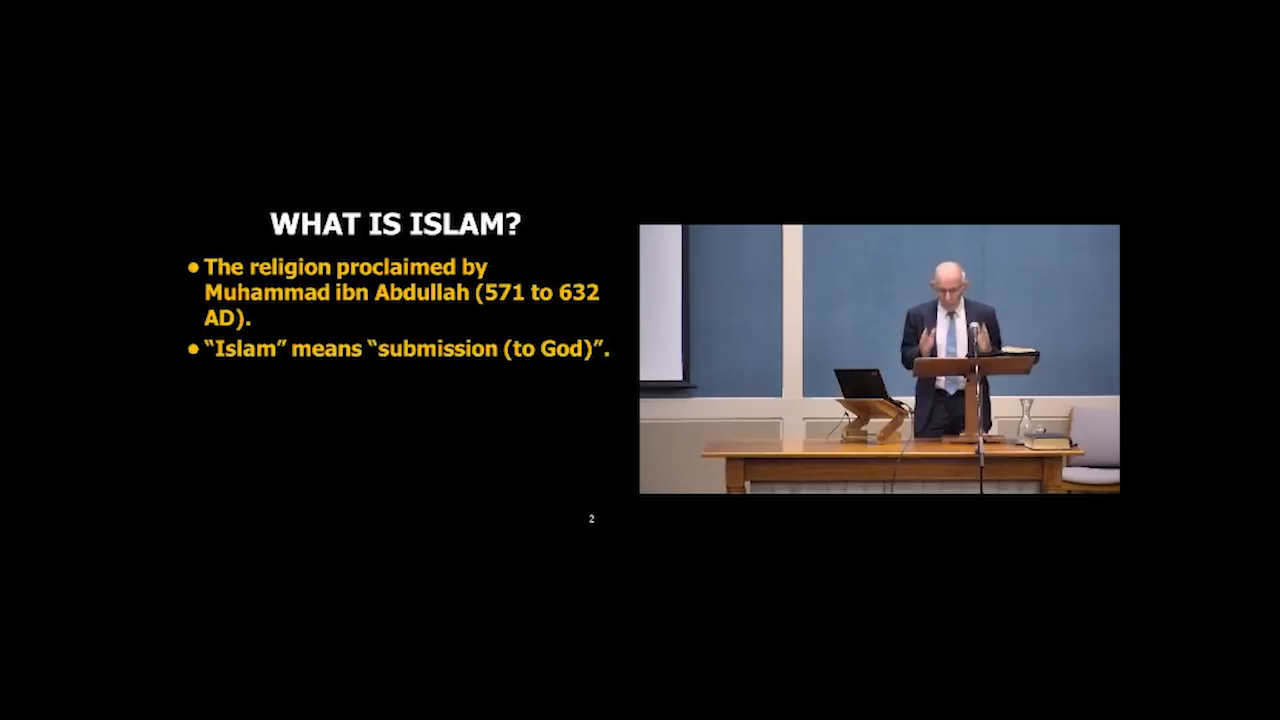 WHAT IS ISLAM?
• The religion proclaimed by
Muhammad ibn Abdullah (571 to 632
AD).
• “Islam” means “submission (to God)”.
2